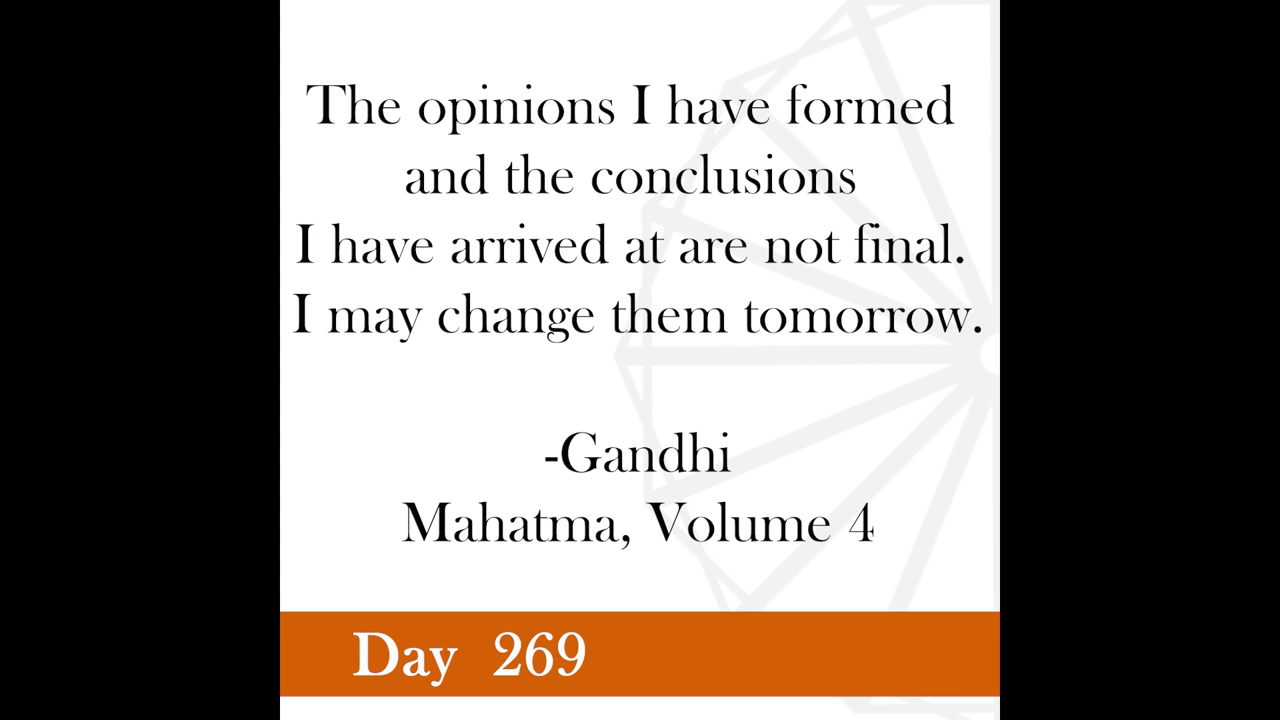 The opinions I have formed
and the conclusions
I have arrived at are not final.
I may change them tomorrow.
-Gandhi
Mahatma, Volume 4
Day 269